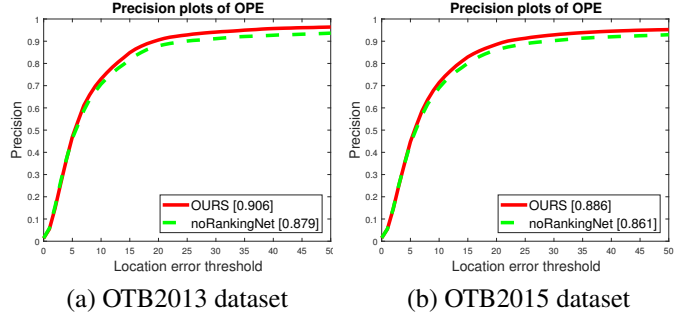 Precision plots of OPE
1
0.9
0.8
0.7
0.6
0.5
0.4
0.3
0.2
0.1
0
Precision
OURS [0.906]
noRankingNet [0.879]
0 5 10 15 20 25 30 35 40 45 50
Location error threshold
(a) OTB2013 dataset
Precision plots of OPE
1
0.9
0.8
0.7
0.6
0.5
0.4
0.3
0.2
0.1
0
Precision
OURS [0.886]
noRankingNet [0.861]
0 5 10 15 20 25 30 35 40 45 50
Location error threshold
(b) OTB2015 dataset